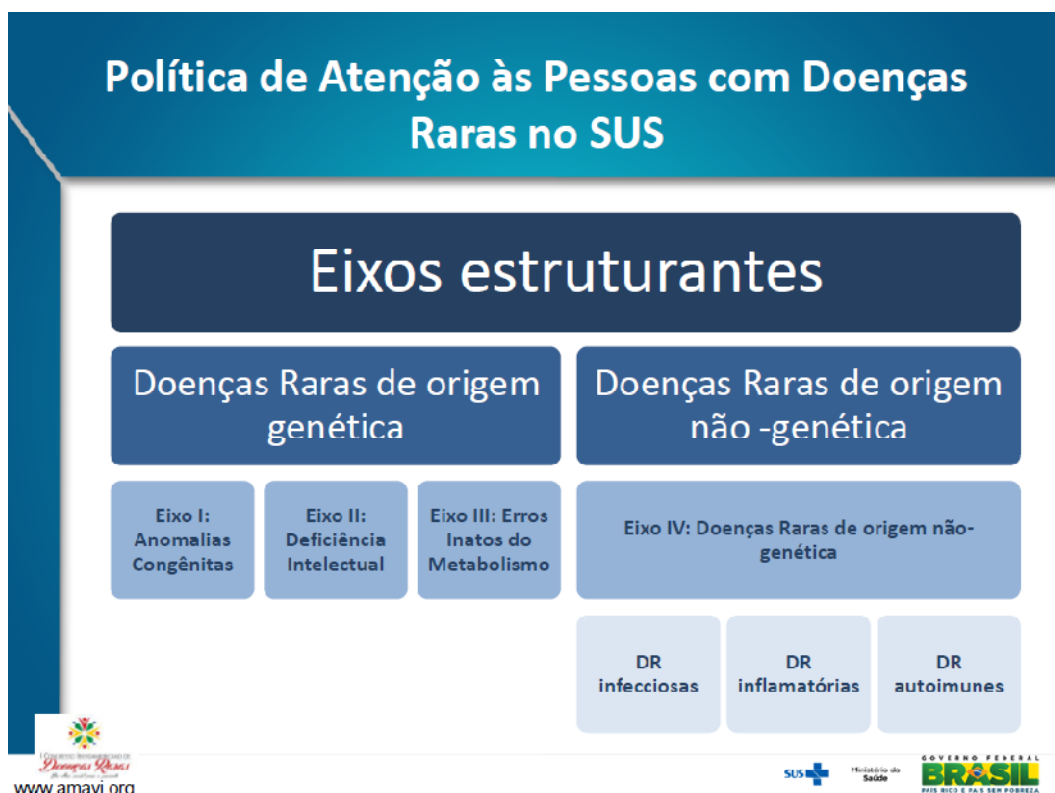 Política de Atenção às Pessoas com Doenças
Raras no SUS
Eixos estruturantes
Doenças Raras de origem
genética
Doenças Raras de origem
não -genética
Eixo I:
Anomalias
Congênitas
Eixo II:
Deficiência
Intelectual
Eixo III: Erros
Inatos do
Metabolismo
Eixo IV: Doenças Raras de origem não-
genética
DR
infecciosas
DR
inflamatórias
DR
autoimunes
Doenças Raras
www.amavi.org
SUS
Ministério da
Saúde
GOVERNO FEDERAL
BRASIL
PAÍS RICO É PAÍS SEM POBREZA